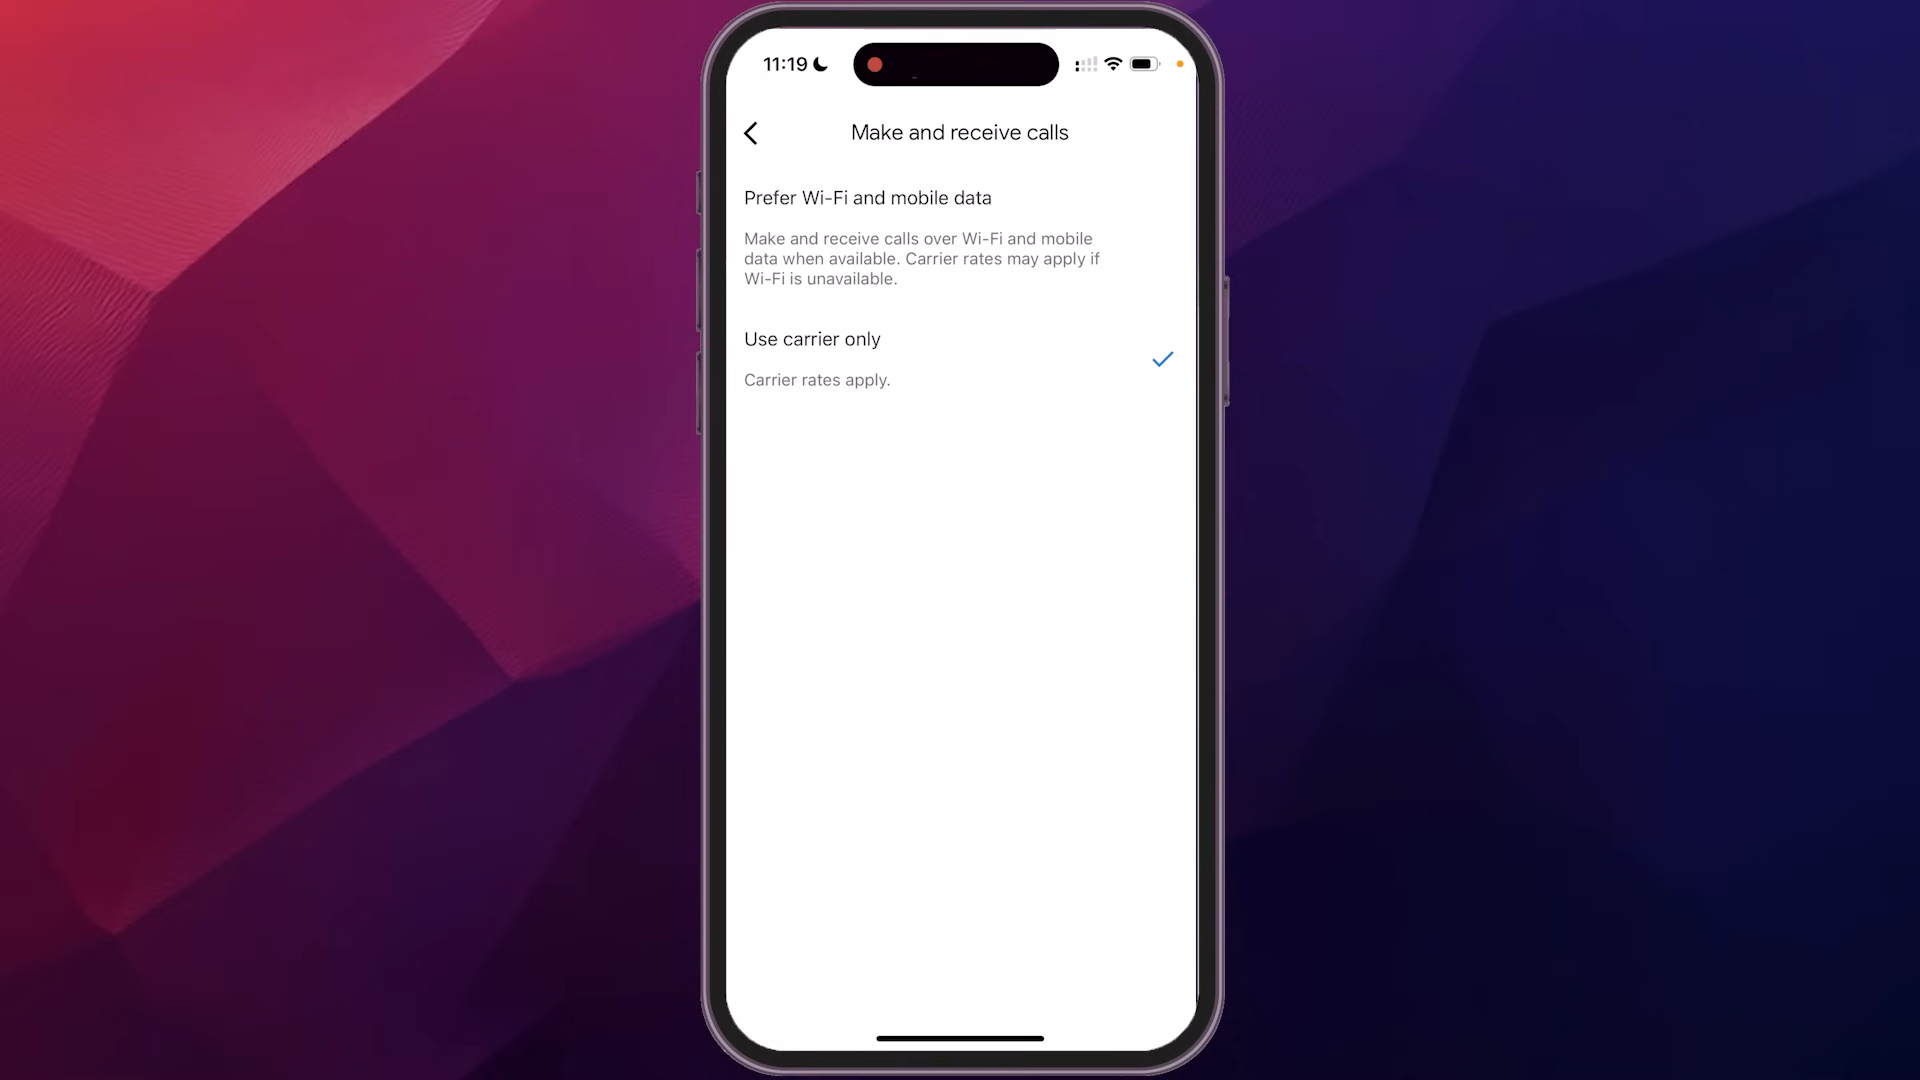 11:19
Make and receive calls
Prefer Wi-Fi and mobile data
Make and receive calls over Wi-Fi and mobile
data when available. Carrier rates may apply if
Wi-Fi is unavailable.
Use carrier only
Carrier rates apply.